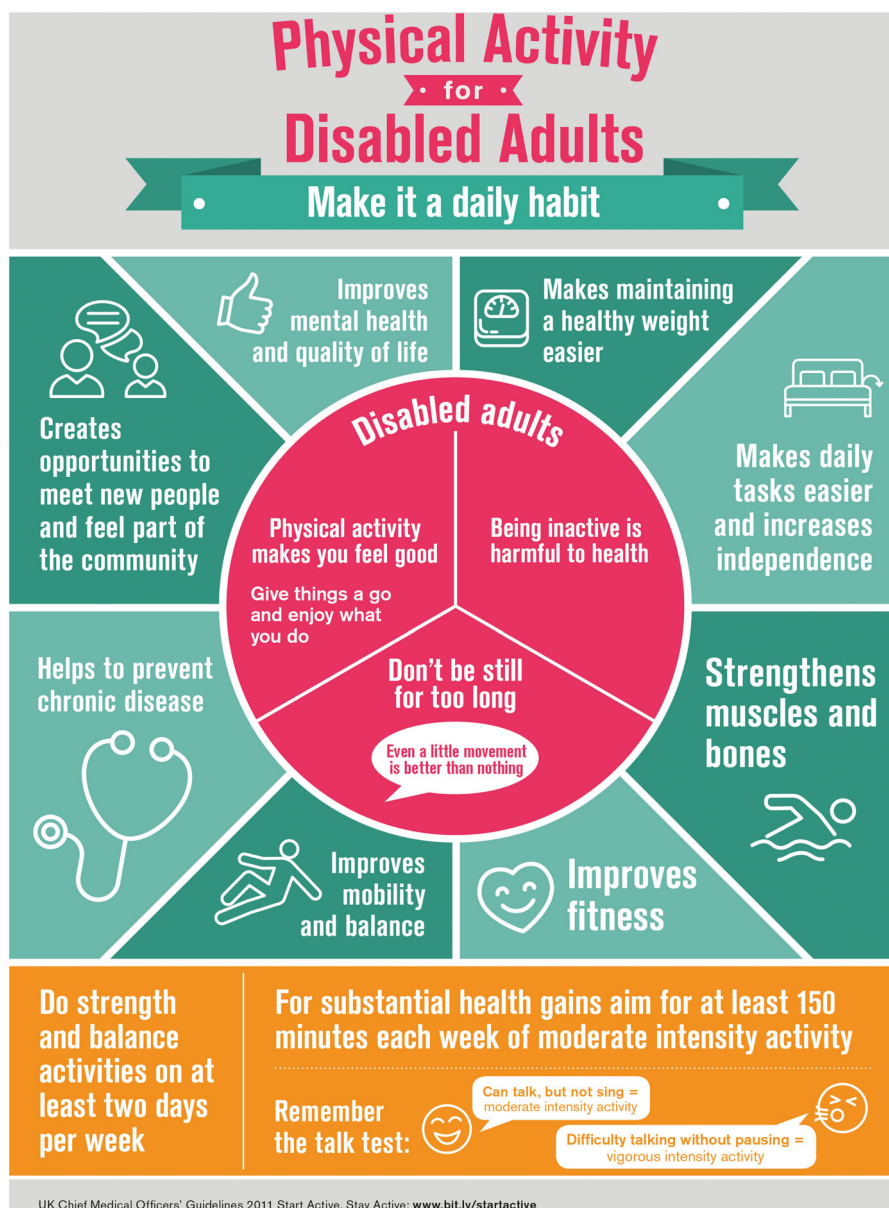 Physical Activity
for
Disabled Adults
Make it a daily habit
Improves
mental health
and quality of life
Makes maintaining
a healthy weight
easier
Creates
opportunities to
meet new people
and feel part of
the community
Makes daily
tasks easier
and increases
independence
Disabled adults
Physical activity
makes you feel good
Give things a go
and enjoy what
you do
Being inactive is
harmful to health
Don't be still
for too long
Even a little movement
is better than nothing
Helps to prevent
chronic disease
Strengthens
muscles and
bones
Improves
mobility
and balance
Improves
fitness
Do strength
and balance
activities on at
least two days
per week
For substantial health gains aim for at least 150
minutes each week of moderate intensity activity
Remember
the talk test:
Can talk, but not sing =
moderate intensity activity
Difficulty talking without pausing =
vigorous intensity activity
UK Chief Medical Officers' Guidelines 2011 Start Active, Stay Active: www.bit.ly/startactive